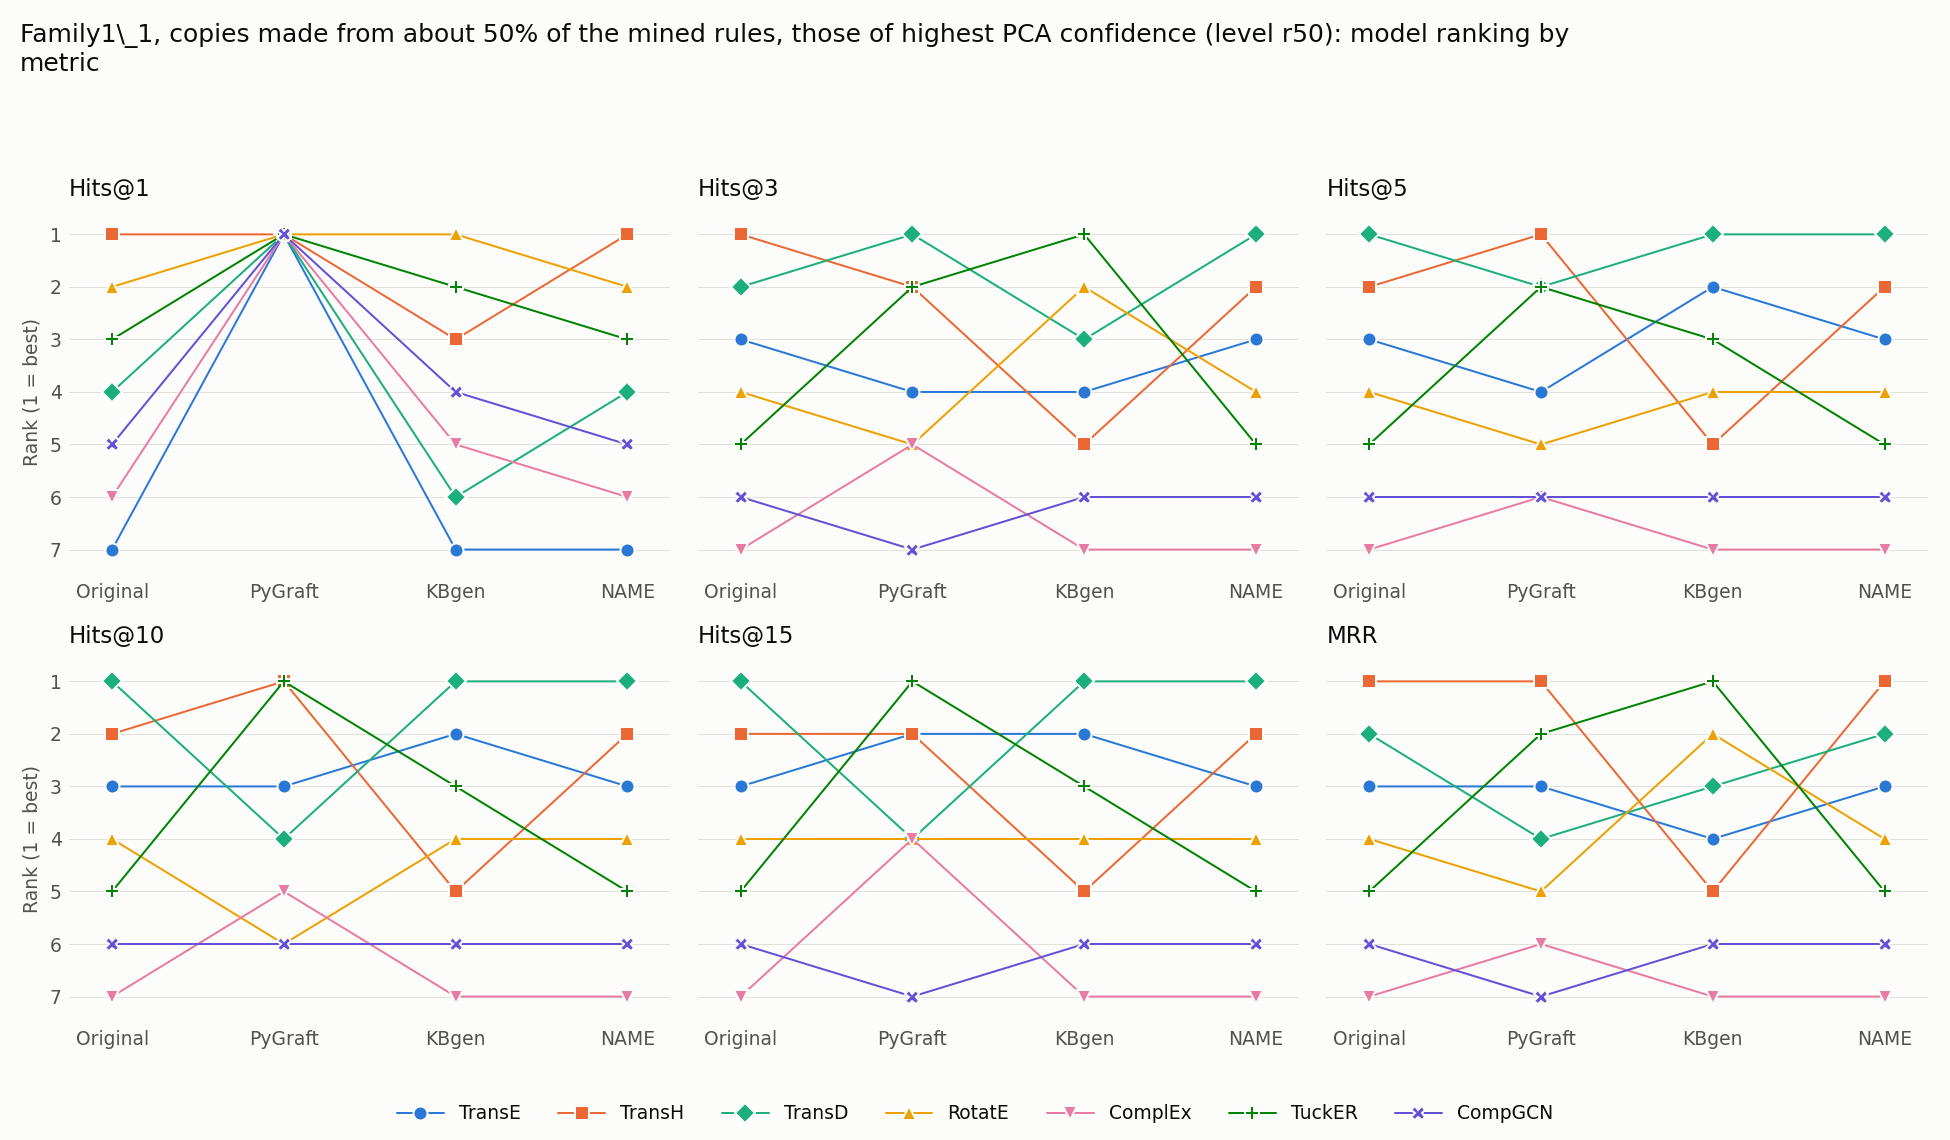 Family1\_1, copies made from about 50% of the mined rules, those of highest PCA confidence (level r50): model ranking by
metric
Hits@1
Hits@3
Hits@5
Rank (1 = best)
1
2
3
4
5
6
7
Original PyGraft KBgen NAME
Original PyGraft KBgen NAME
Original PyGraft KBgen NAME
Hits@10
Hits@15
MRR
Rank (1 = best)
1
2
3
4
5
6
7
Original PyGraft KBgen NAME
Original PyGraft KBgen NAME
Original PyGraft KBgen NAME
TransE TransH TransD RotatE ComplEx TuckER CompGCN